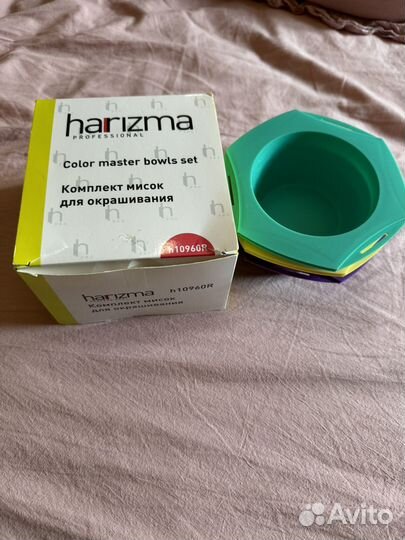 harizma
PROFESSIONAL
Color master bowls set
Комплект мисок
для окрашивания
h10960R
harizma h10960R
Комплект мисок
для окрашивания
Avito